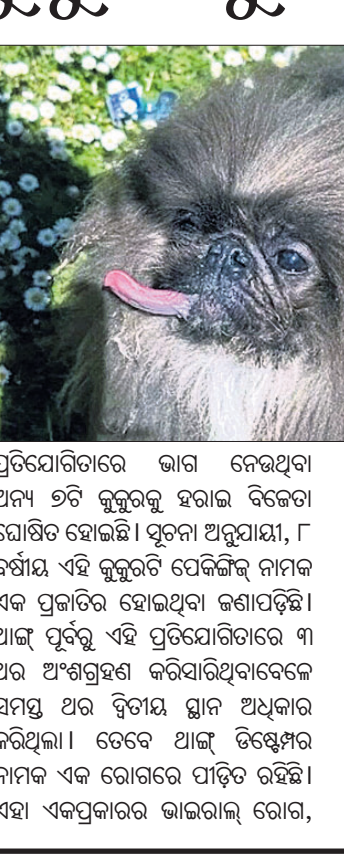 ପ୍ରତିଯୋଗିତାରେ ଭାଗ ନେଉଥିବା
ଅନ୍ୟ ୭ଟି କୁକୁରକୁ ହରାଇ ବିଜେତା
ଘୋଷିତ ହୋଇଛି। ସୂଚନା ଅନୁଯାୟୀ, ୮
ବର୍ଷୀୟ ଏହି କୁକୁରଟି ପେକିଙ୍ଗିଜ୍ ନାମକ
ଏକ ପ୍ରଜାତିର ହୋଇଥିବା ଜଣାପଡ଼ିଛି।
ଥାଙ୍ଗ୍ ପୂର୍ବରୁ ଏହି ପ୍ରତିଯୋଗିତାରେ ୩
ଥର ଅଂଶଗ୍ରହଣ କରିସାରିଥିବାବେଳେ
ସମସ୍ତ ଥର ଦ୍ୱିତୀୟ ସ୍ଥାନ ଅଧିକାର
କରିଥିଲା। ତେବେ ଥାଙ୍ଗ୍ ଡିଷ୍ଟେମ୍ପର
ନାମକ ଏକ ରୋଗରେ ପୀଡ଼ିତ ରହିଛି।
ଏହା ଏକପ୍ରକାରର ଭାଇରାଲ୍ ରୋଗ,